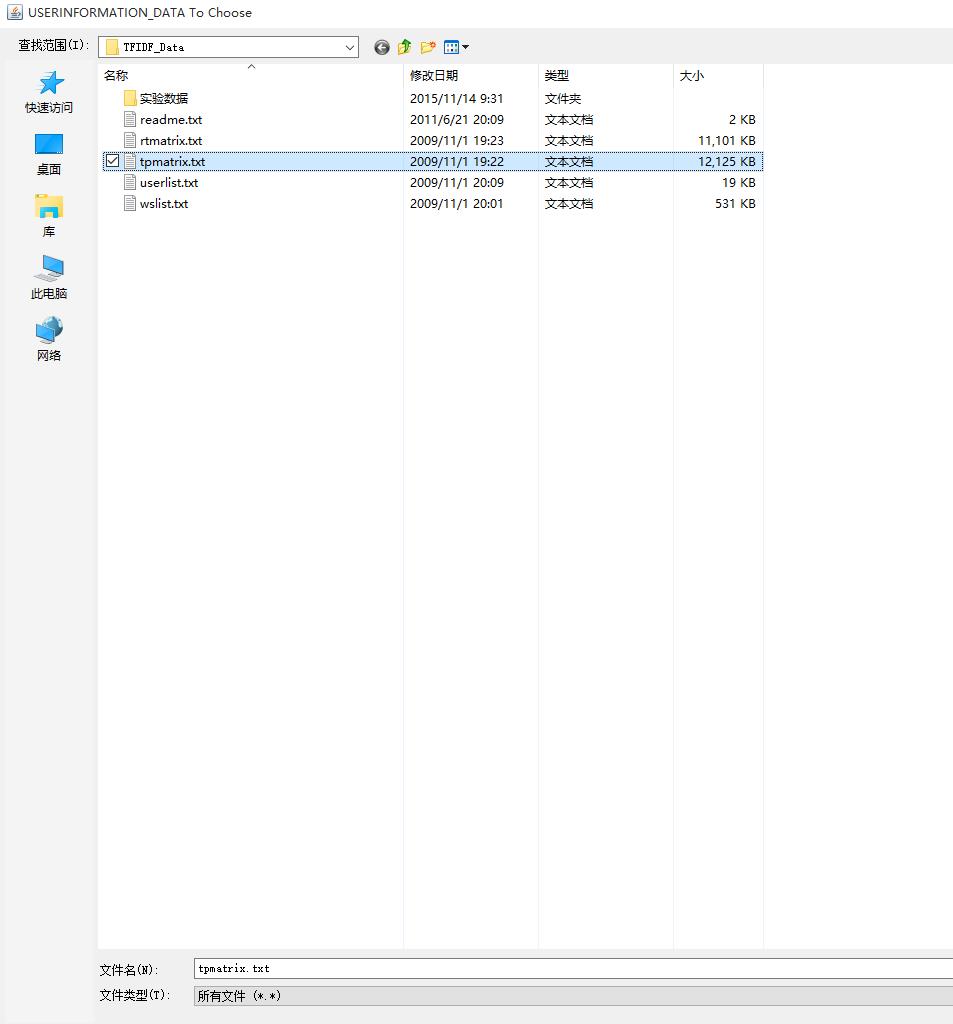 USERINFORMATION_DATA To Choose
查找范围(I): TFIDF_Data
名称 修改日期 类型 大小
快速访问
桌面
库
此电脑
网络
实验数据 2015/11/14 9:31 文件夹
readme.txt 2011/6/21 20:09 文本文档 2 KB
rtmatrix.txt 2009/11/1 19:23 文本文档 11,101 KB
tpmatrix.txt 2009/11/1 19:22 文本文档 12,125 KB
userlist.txt 2009/11/1 20:09 文本文档 19 KB
wslist.txt 2009/11/1 20:01 文本文档 531 KB
文件名(N): tpmatrix.txt
文件类型(T): 所有文件 (*.*)